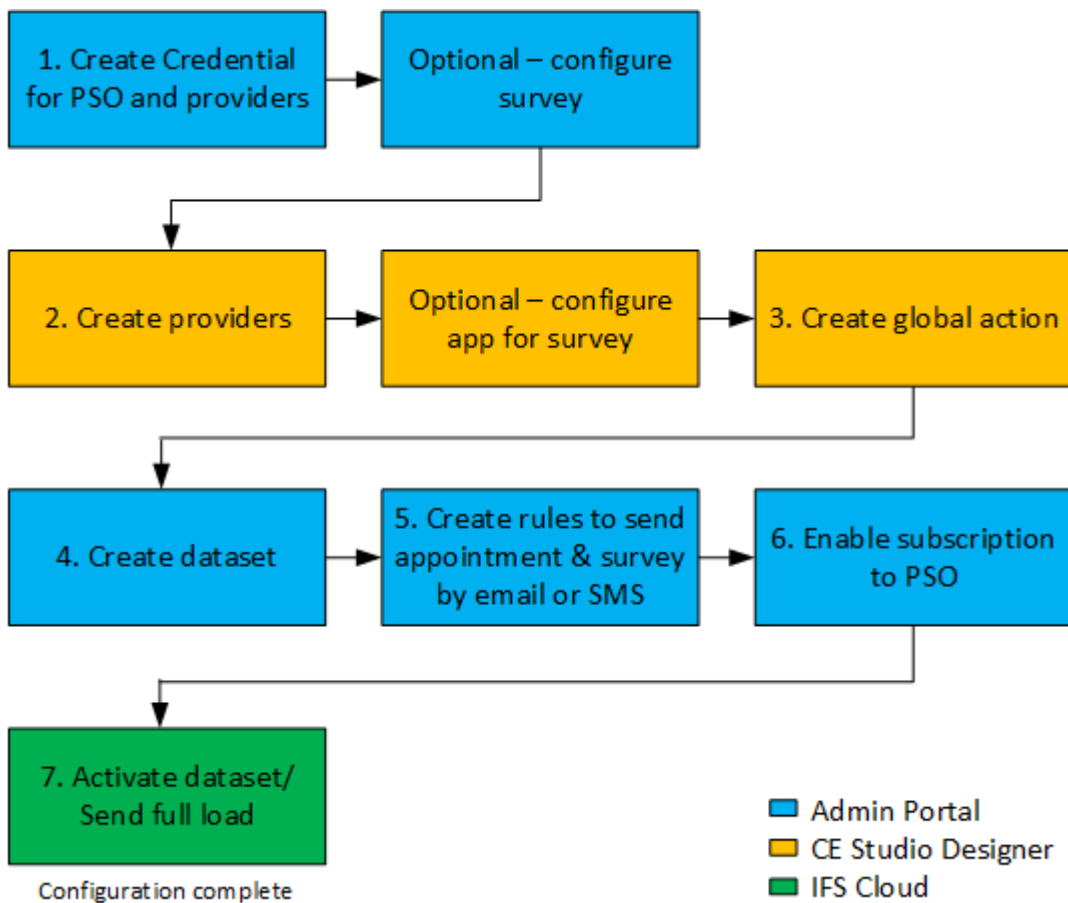 1. Create Credential
for PSO and providers
Optional – configure
survey
2. Create providers
Optional – configure
app for survey
3. Create global action
4. Create dataset
5. Create rules to send
appointment & survey
by email or SMS
6. Enable subscription
to PSO
7. Activate dataset/
Send full load
Configuration complete
Admin Portal
CE Studio Designer
IFS Cloud